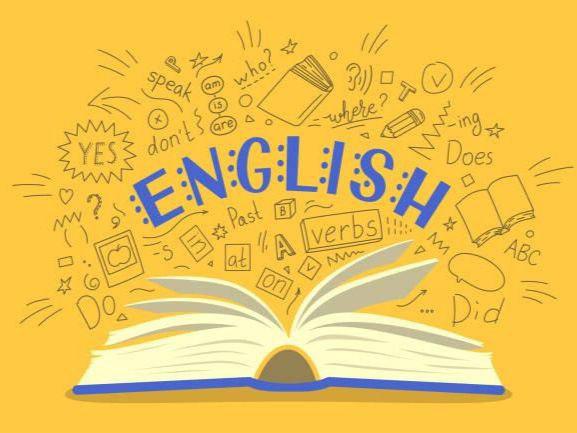 who?
speak
am
is
are
where?
-ing
don't
YES
Does
ENGLISH
B
Past
verbs
-s
at
A
ABC
on
Do
Did